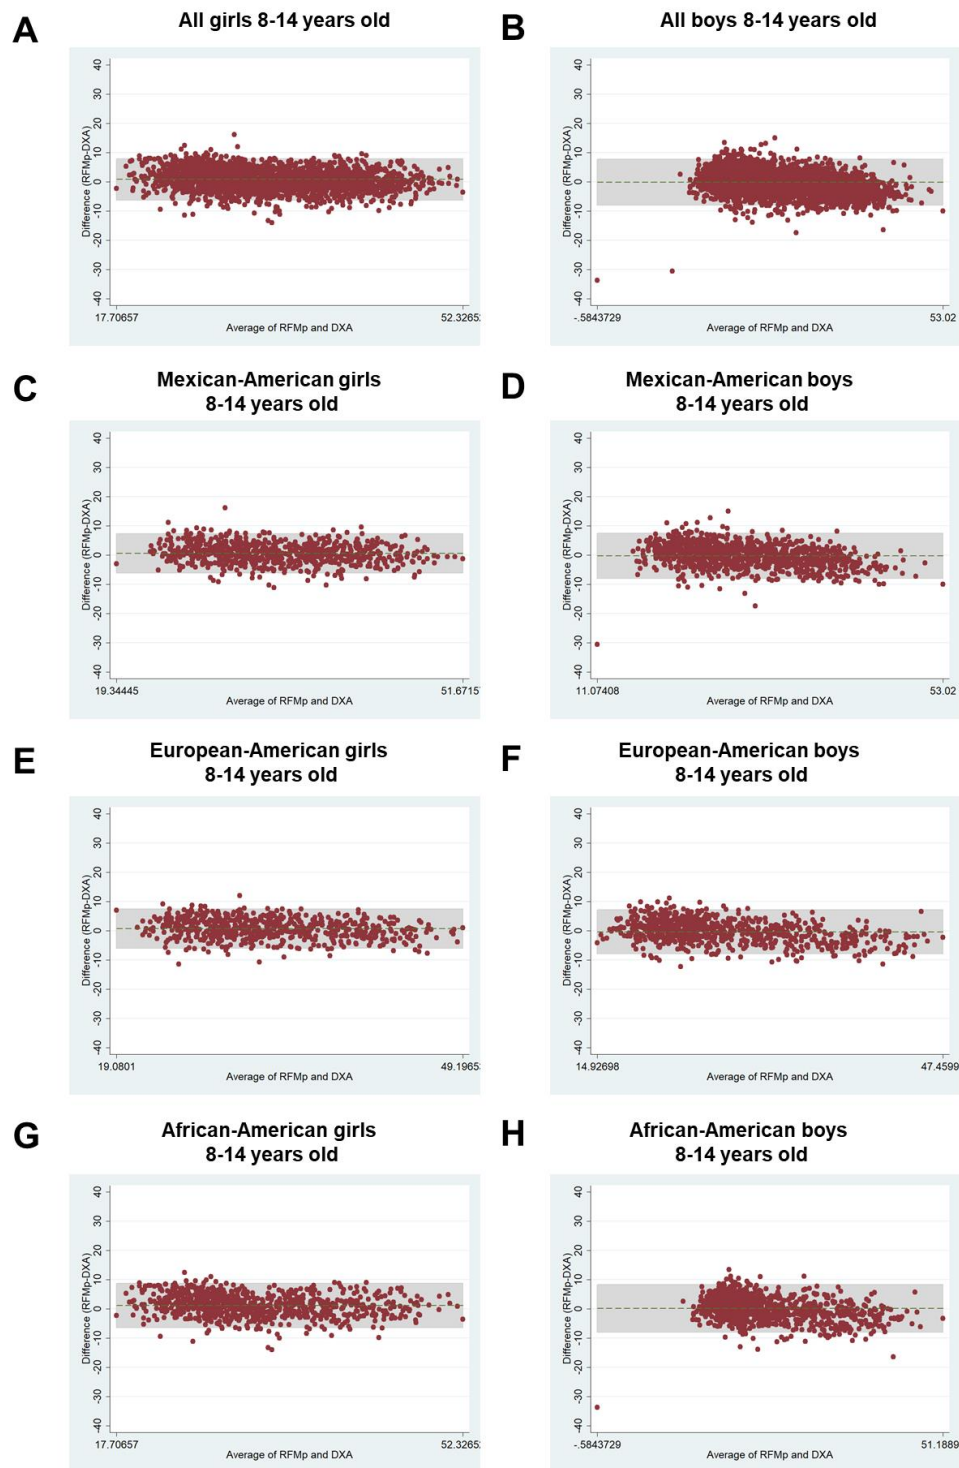 A All girls 8-14 years old
Difference (RFMp-DXA)
40
30
20
10
0
-10
-20
-30
-40
17.70657 52.3265
Average of RFMp and DXA
B All boys 8-14 years old
Difference (RFMp-DXA)
40
30
20
10
0
-10
-20
-30
-40
-.5843729 53.02
Average of RFMp and DXA
C Mexican-American girls
8-14 years old
Difference (RFMp-DXA)
40
30
20
10
0
-10
-20
-30
-40
19.34445 51.6715
Average of RFMp and DXA
D Mexican-American boys
8-14 years old
Difference (RFMp-DXA)
40
30
20
10
0
-10
-20
-30
-40
11.07408 53.02
Average of RFMp and DXA
E European-American girls
8-14 years old
Difference (RFMp-DXA)
40
30
20
10
0
-10
-20
-30
-40
19.0801 49.1965
Average of RFMp and DXA
F European-American boys
8-14 years old
Difference (RFMp-DXA)
40
30
20
10
0
-10
-20
-30
-40
14.92698 47.4599
Average of RFMp and DXA
G African-American girls
8-14 years old
Difference (RFMp-DXA)
40
30
20
10
0
-10
-20
-30
-40
17.70657 52.3265
Average of RFMp and DXA
H African-American boys
8-14 years old
Difference (RFMp-DXA)
40
30
20
10
0
-10
-20
-30
-40
-.5843729 51.1889
Average of RFMp and DXA